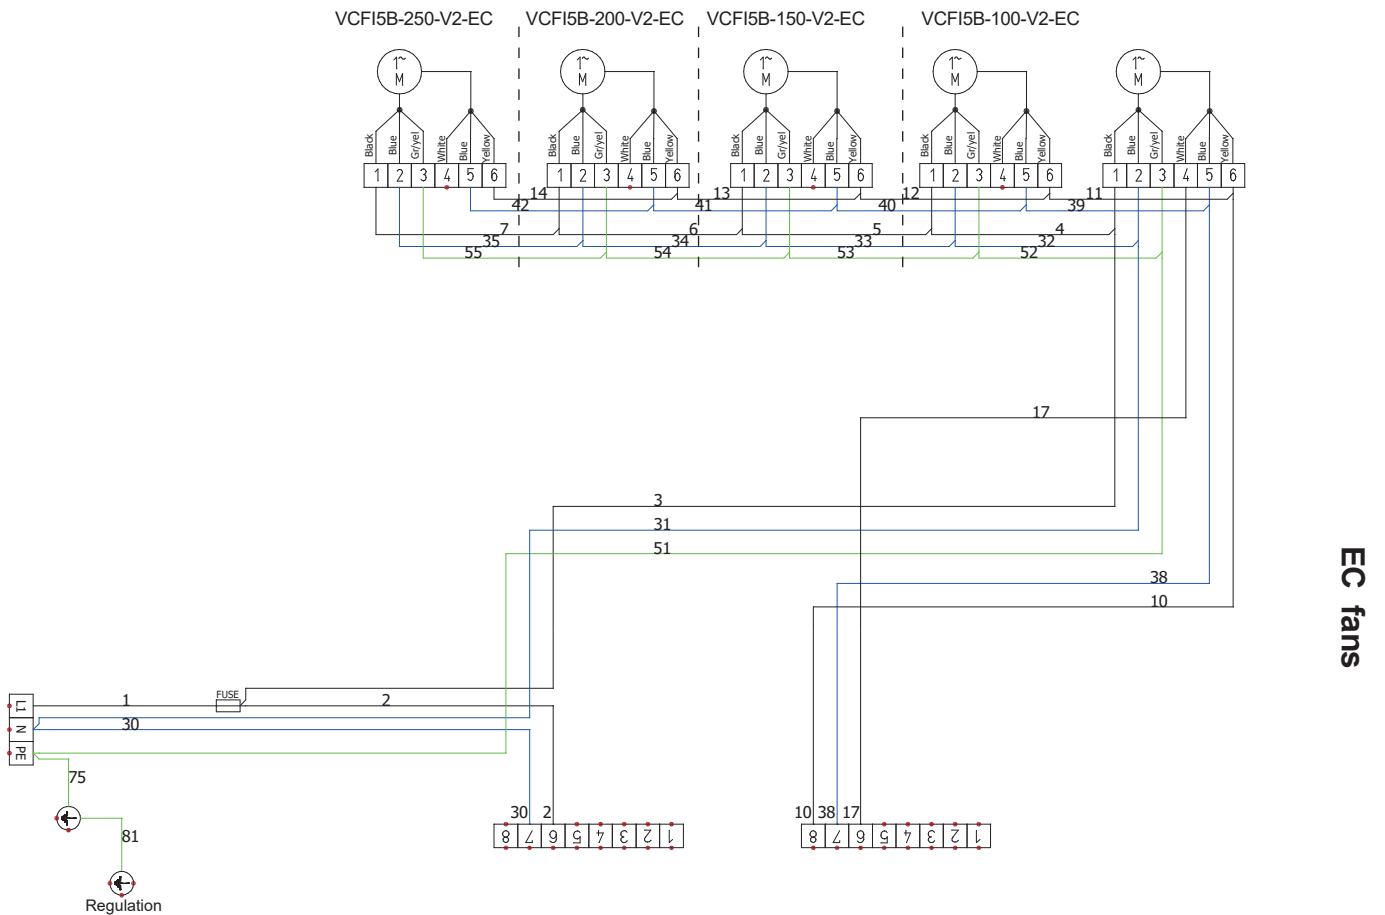 VCFI5B-250-V2-EC VCFI5B-200-V2-EC VCFI5B-150-V2-EC VCFI5B-100-V2-EC
1~ 1~ 1~ 1~ 1~
M M M M M
Black Blue Gr/yel White Blue Yellow Black Blue Gr/yel White Blue Yellow Black Blue Gr/yel White Blue Yellow Black Blue Gr/yel White Blue Yellow Black Blue Gr/yel White Blue Yellow
1 2 3 4 5 6 1 2 3 4 5 6 1 2 3 4 5 6 1 2 3 4 5 6 1 2 3 4 5 6
14 13 12 11
42 41 40 39
7 6 5 4
35 34 33 32
55 54 53 52
17
3
31
51
38
10
EC fans
FUSE
L1 1 2
N 30
PE
75
10 38 17
30 2
81
8 7 6 5 4 3 2 1 8 7 6 5 4 3 2 1
Regulation